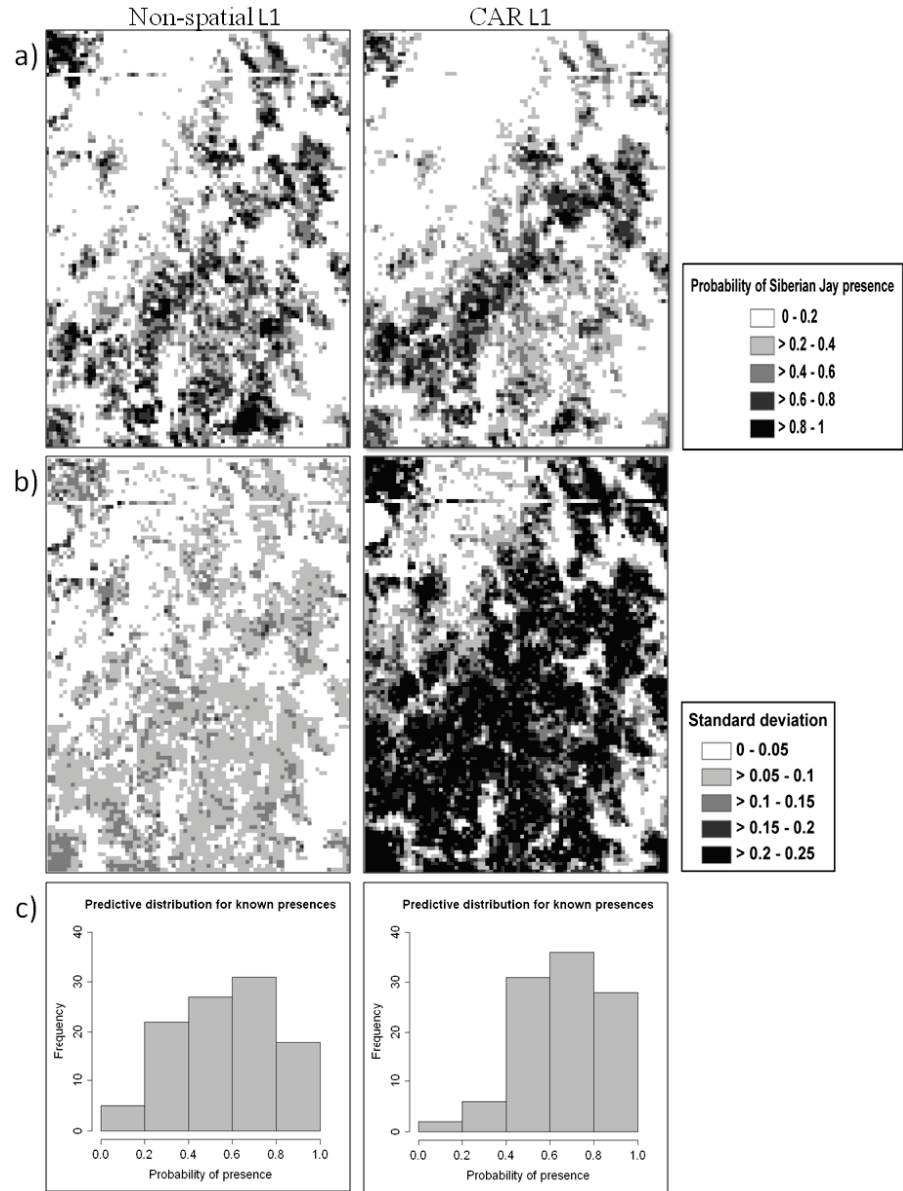 Non-spatial L1
CAR L1
a)
Probability of Siberian Jay presence
0 - 0.2
> 0.2 - 0.4
> 0.4 - 0.6
> 0.6 - 0.8
> 0.8 - 1
b)
Standard deviation
0 - 0.05
> 0.05 - 0.1
> 0.1 - 0.15
> 0.15 - 0.2
> 0.2 - 0.25
c)
Predictive distribution for known presences
Frequency
0
10
20
30
40
0.0 0.2 0.4 0.6 0.8 1.0
Probability of presence
Predictive distribution for known presences
Frequency
0
10
20
30
40
0.0 0.2 0.4 0.6 0.8 1.0
Probability of presence